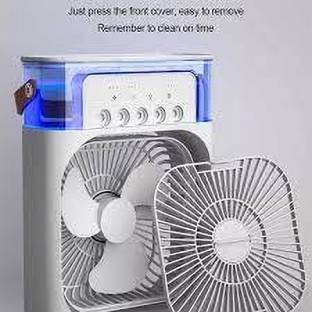 Just press the front cover, easy to remove
Remember to clean on time